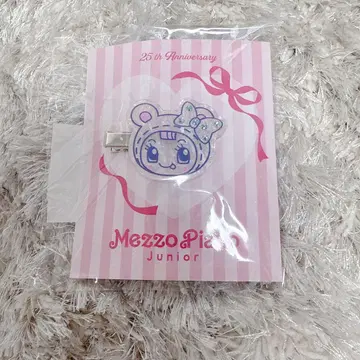 25th Anniversary
Mezzo Piano
Junior